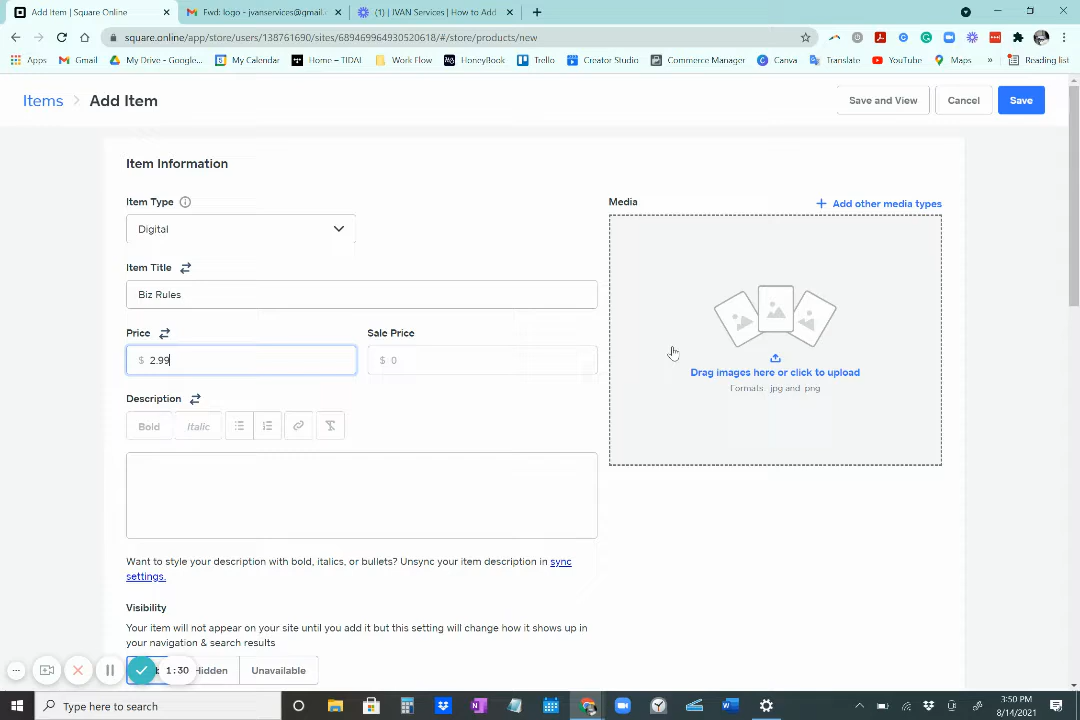 Add Item | Square Online
Fwd: logo - jvanservices@gmail.c
(1) | JVAN Services | How to Add
square.online/app/store/users/138761690/sites/689469964930520618/#/store/products/new
Apps
Gmail
My Drive - Google...
My Calendar
Home – TIDAL
Work Flow
HoneyBook
Trello
Creator Studio
Commerce Manager
Canva
Translate
YouTube
Maps
»
Reading list
Items > Add Item
Save and View
Cancel
Save
Item Information
Item Type
Digital
Item Title
Biz Rules
Price
Sale Price
$ 2.99
$ 0
Description
Bold
Italic
Want to style your description with bold, italics, or bullets? Unsync your item description in sync
settings.
Media
+ Add other media types
Drag images here or click to upload
Formats: .jpg and .png
Visibility
Your item will not appear on your site until you add it but this setting will change how it shows up in
your navigation & search results
1:30
Hidden
Unavailable
Type here to search
3:50 PM
8/14/2021